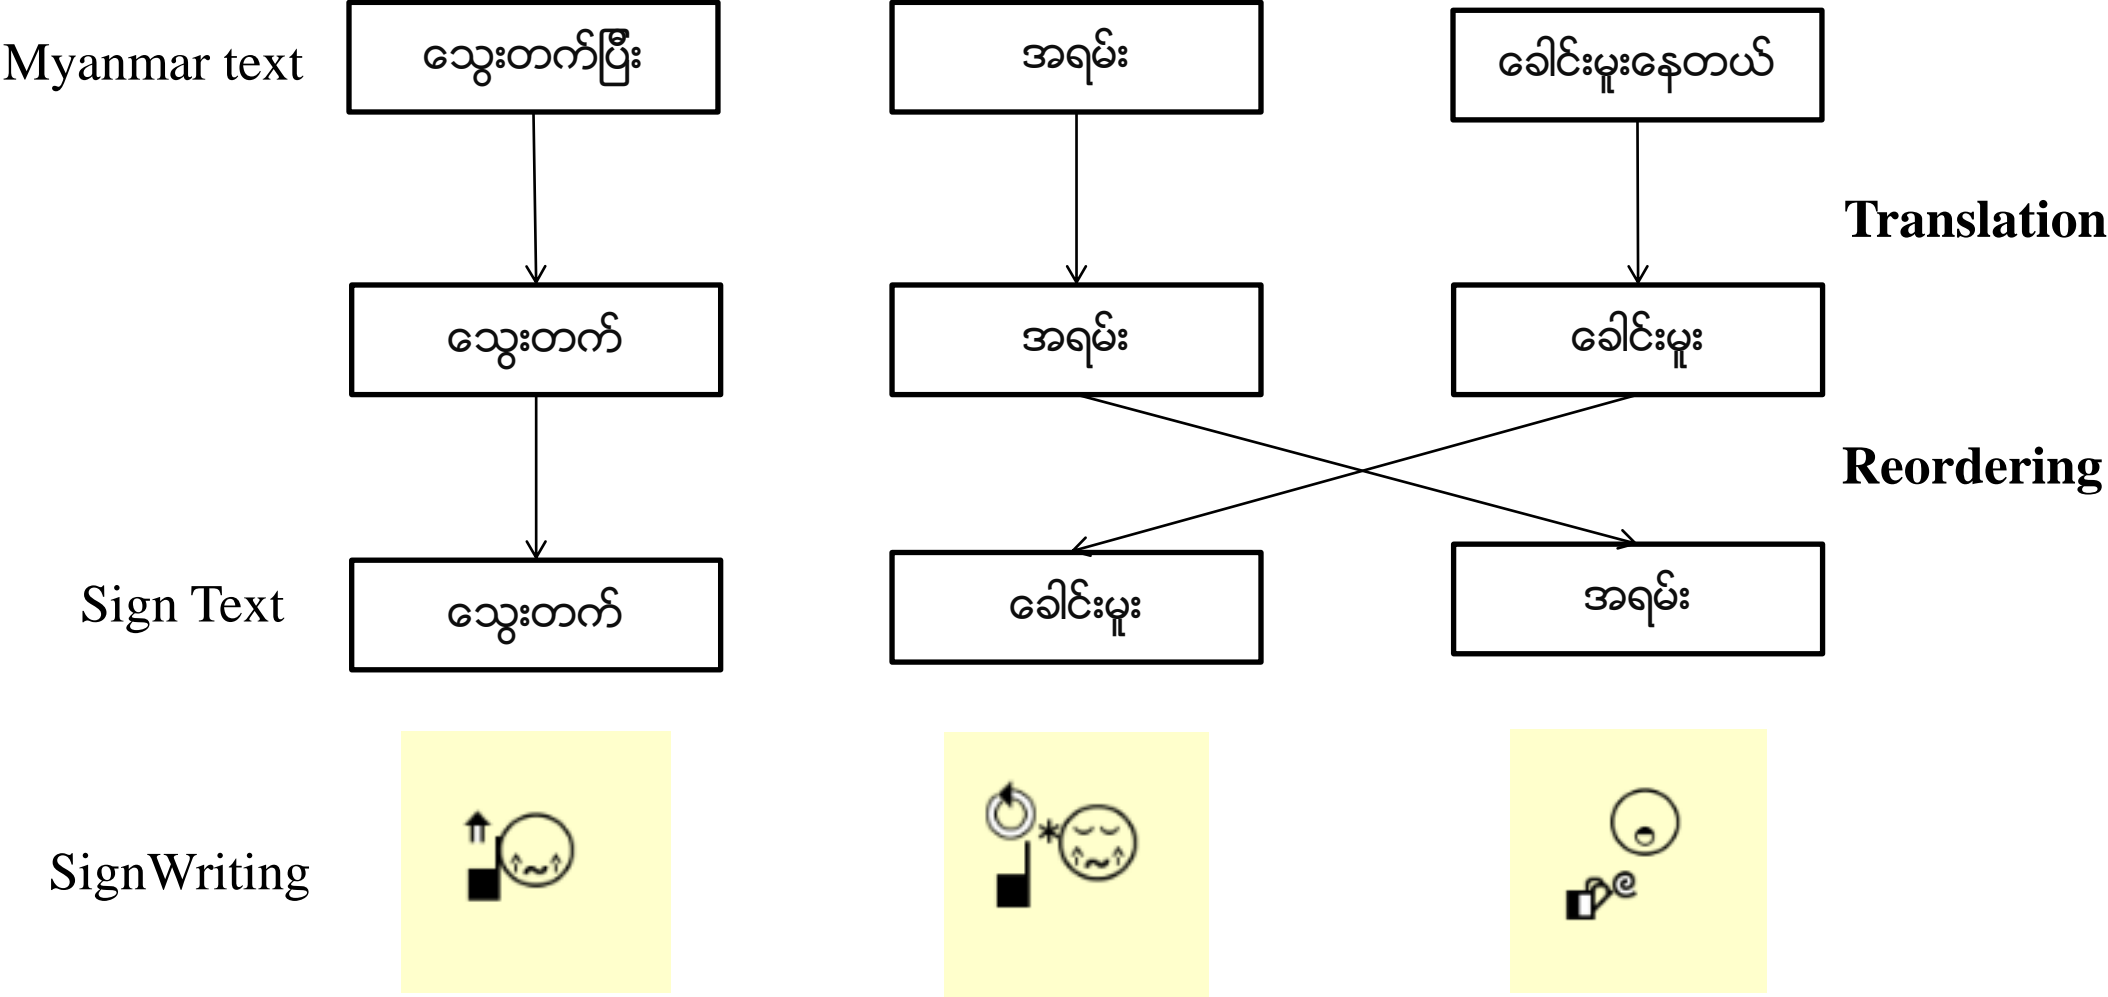 Myanmar text သွေးတက်ပြီး အရမ်း ခေါင်းမူးနေတယ်
Translation
သွေးတက် အရမ်း ခေါင်းမူး
Reordering
Sign Text သွေးတက် ခေါင်းမူး အရမ်း
SignWriting